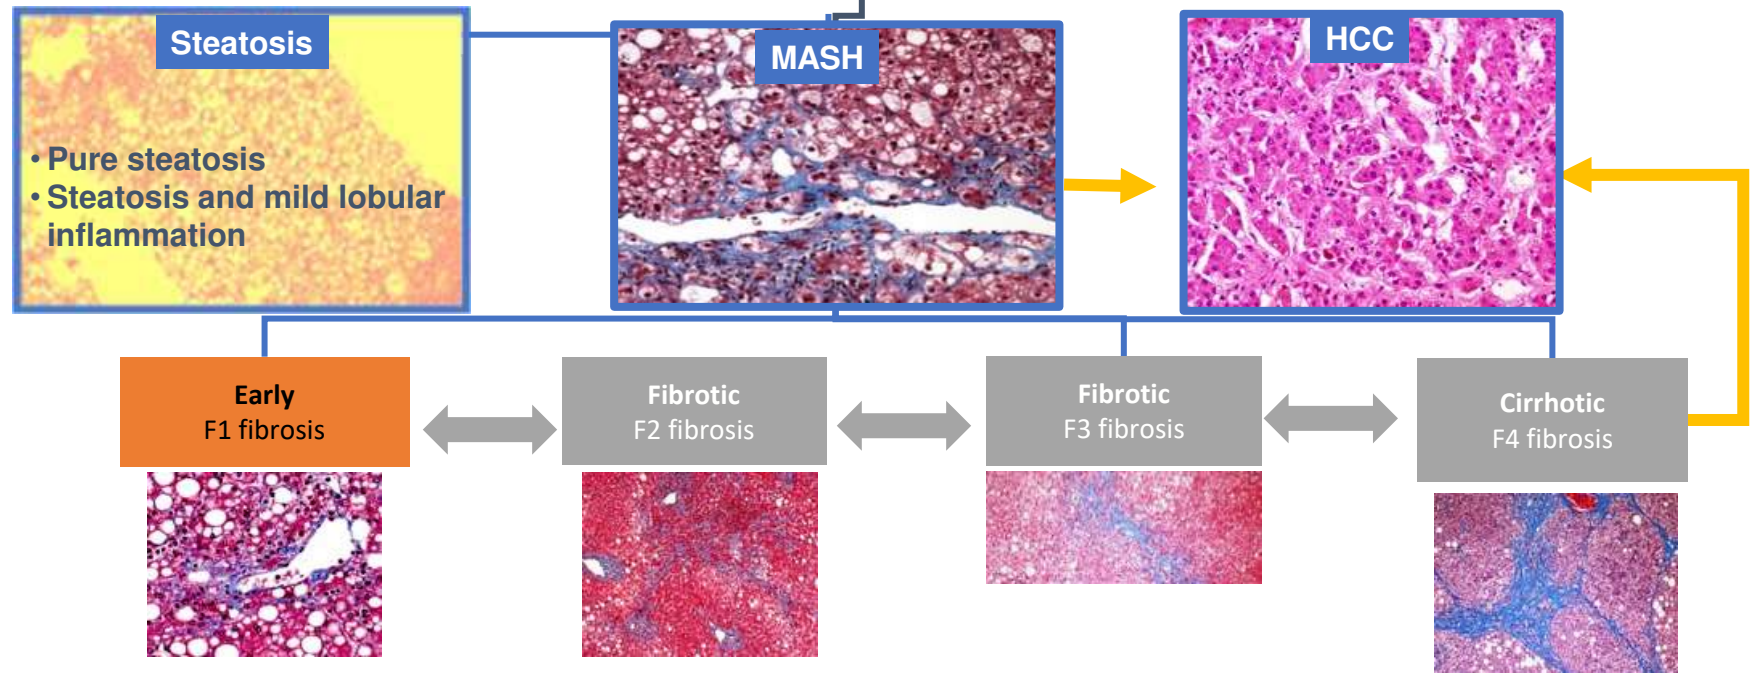 Steatosis
• Pure steatosis
• Steatosis and mild lobular
inflammation
MASH
HCC
Early
F1 fibrosis
Fibrotic
F2 fibrosis
Fibrotic
F3 fibrosis
Cirrhotic
F4 fibrosis